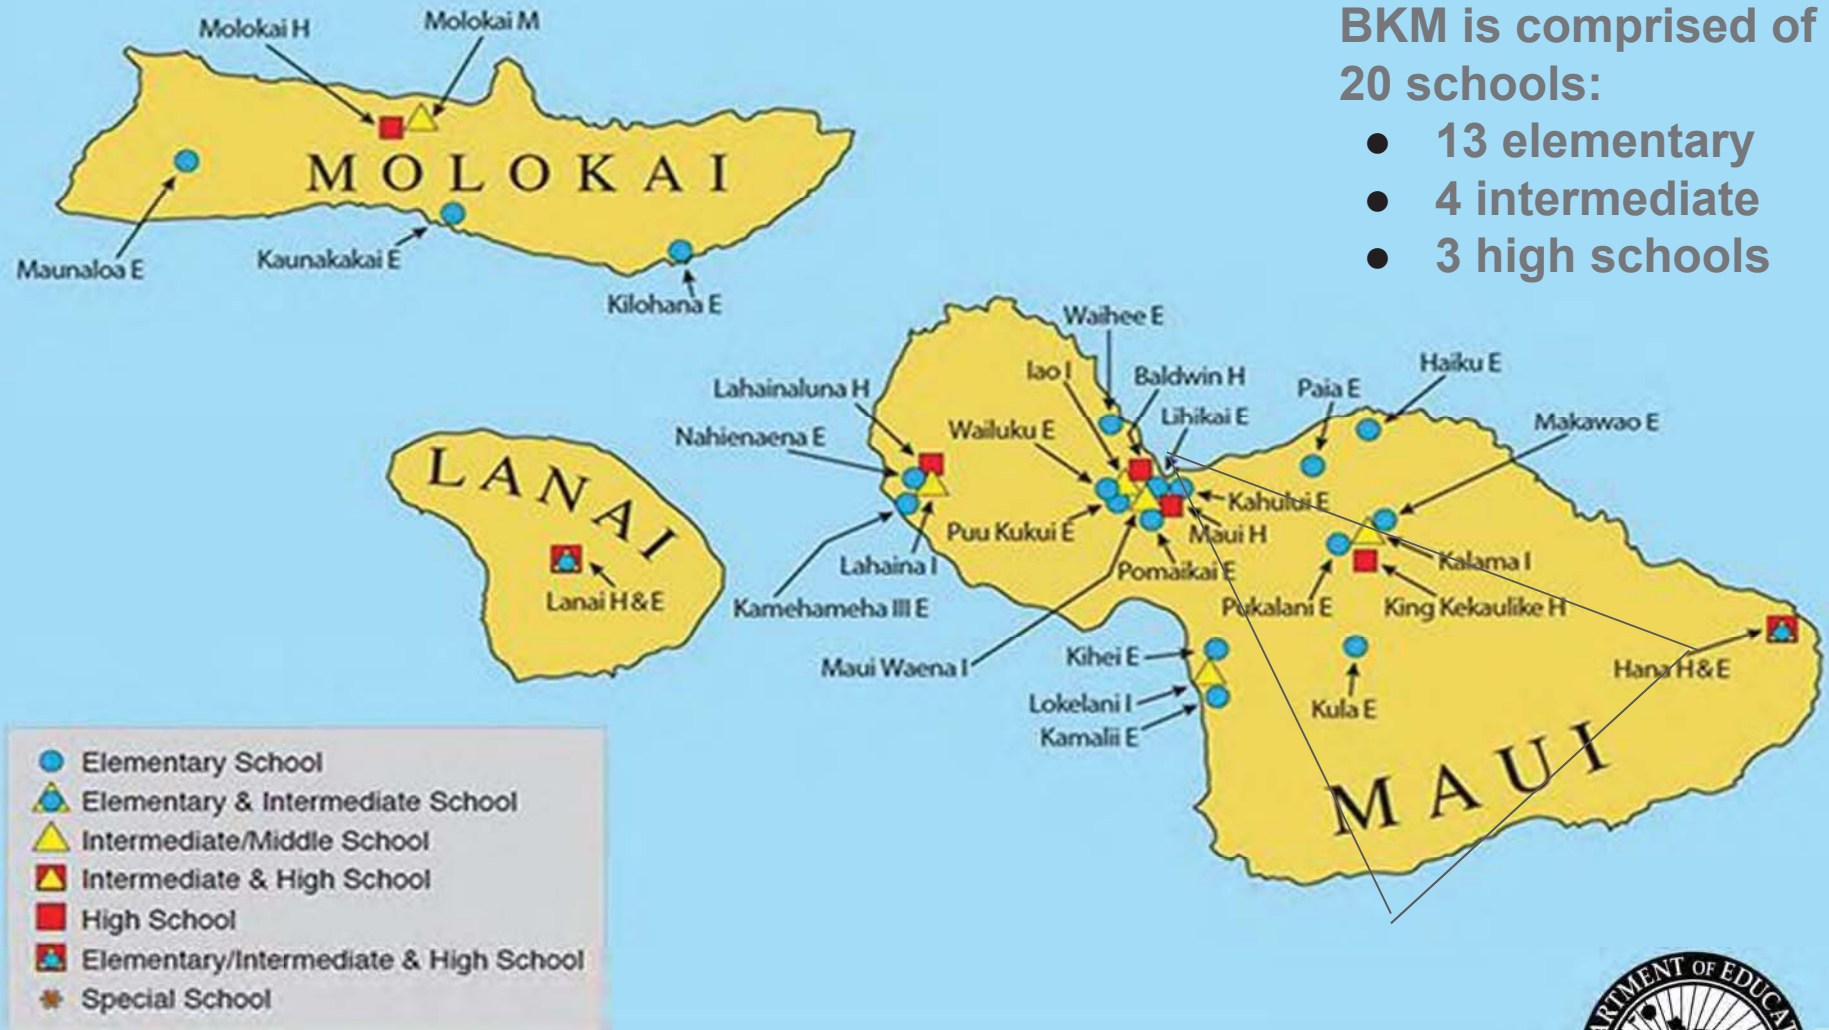 BKM is comprised of
20 schools:
● 13 elementary
● 4 intermediate
● 3 high schools
Molokai H
Molokai M
MOLOKAI
Maunaloa E
Kaunakakai E
Kilohana E
Waihee E
Iao I
Baldwin H
Haiku E
Paia E
Lahainaluna H
Lihikai E
Makawao E
Nahienaena E
Wailuku E
LANAI
Kahului E
Puu Kukui E
Maui H
Lahaina I
Pomaikai E
Kalama I
Lanai H & E
Kamehameha III E
Pukalani E
King Kekaulike H
Maui Waena I
Kihei E
Hana H & E
Lokelani I
Kula E
Kamalii E
MAUI
Elementary School
Elementary & Intermediate School
Intermediate/Middle School
Intermediate & High School
High School
Elementary/Intermediate & High School
Special School
OF